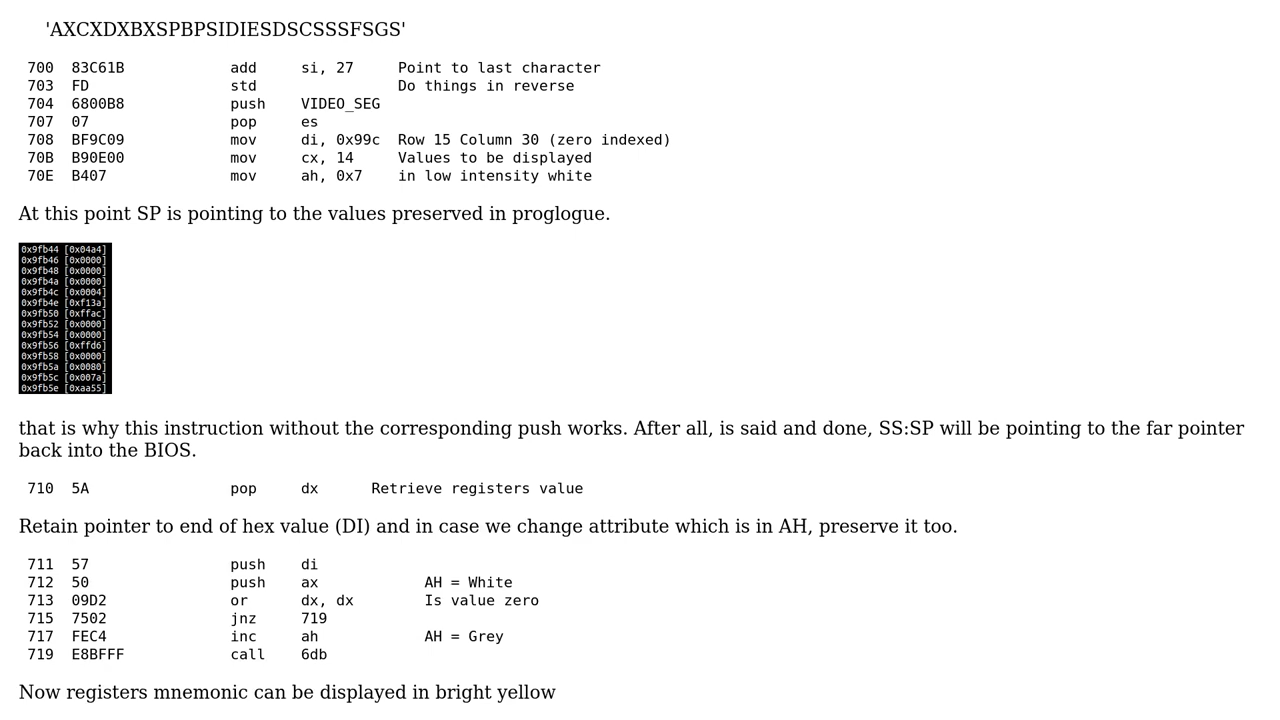 'AXCXDXBXSPBPSIDIESDSCSSSFSGS'
700 83C61B add si, 27 Point to last character
703 FD std Do things in reverse
704 6800B8 push VIDEO_SEG
707 07 pop es
708 BF9C09 mov di, 0x99c Row 15 Column 30 (zero indexed)
70B B90E00 mov cx, 14 Values to be displayed
70E B407 mov ah, 0x7 in low intensity white
At this point SP is pointing to the values preserved in proglogue.
0x9fb44 [0x04a4]
0x9fb46 [0x0000]
0x9fb48 [0x0000]
0x9fb4a [0x0000]
0x9fb4c [0x0004]
0x9fb4e [0xf13a]
0x9fb50 [0xffac]
0x9fb52 [0x0000]
0x9fb54 [0x0000]
0x9fb56 [0xffd6]
0x9fb58 [0x0000]
0x9fb5a [0x0080]
0x9fb5c [0x007a]
0x9fb5e [0xaa55]
that is why this instruction without the corresponding push works. After all, is said and done, SS:SP will be pointing to the far pointer
back into the BIOS.
710 5A pop dx Retrieve registers value
Retain pointer to end of hex value (DI) and in case we change attribute which is in AH, preserve it too.
711 57 push di
712 50 push ax AH = White
713 09D2 or dx, dx Is value zero
715 7502 jnz 719
717 FEC4 inc ah AH = Grey
719 E8BFFF call 6db
Now registers mnemonic can be displayed in bright yellow